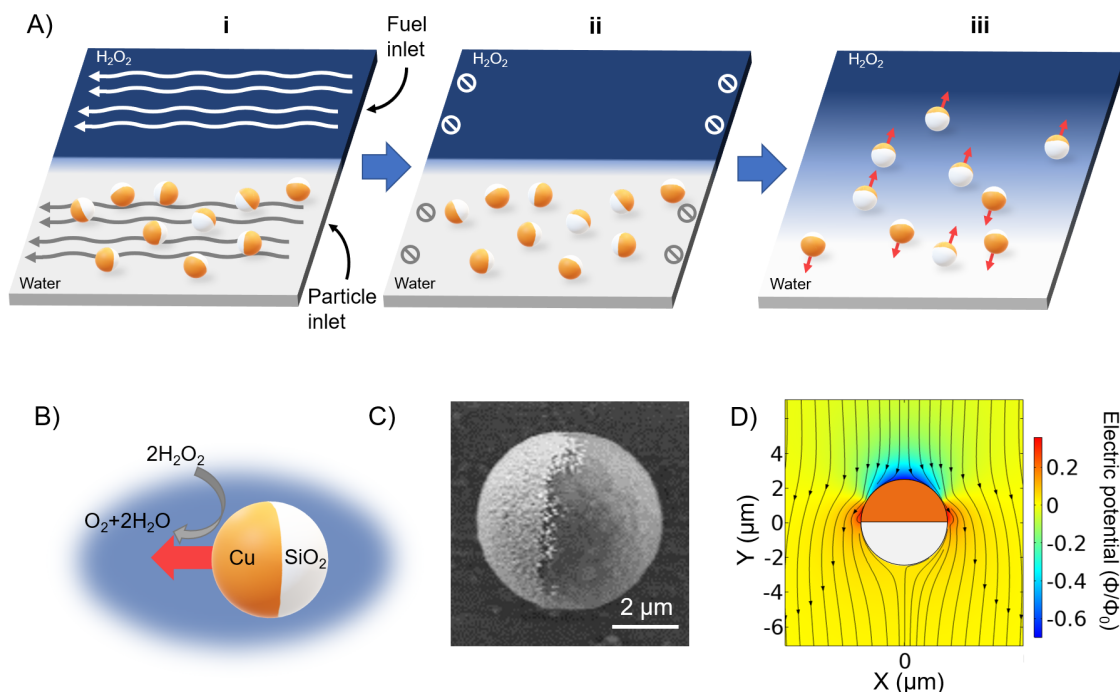 A)
i
Fuel
inlet
ii
iii
H₂O₂
H₂O₂
H₂O₂
Water
Particle
inlet
Water
Water
B)
2H₂O₂
O₂+2H₂O
Cu
SiO₂
C)
2 µm
D)
Y (µm)
4
2
0
-2
-4
-6
0
X (µm)
0.2
0
-0.2
-0.4
-0.6
Electric potential (Φ/Φ₀)